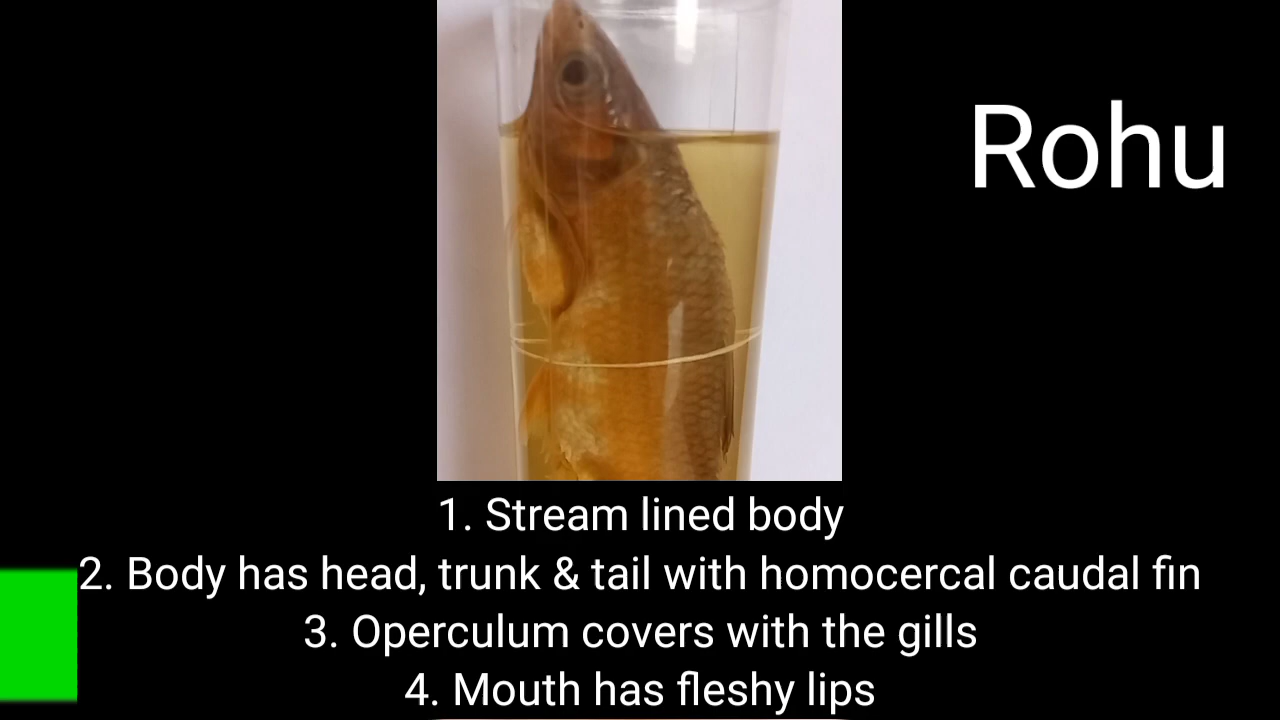 Rohu
1. Stream lined body
2. Body has head, trunk & tail with homocercal caudal fin
3. Operculum covers with the gills
4. Mouth has fleshy lips